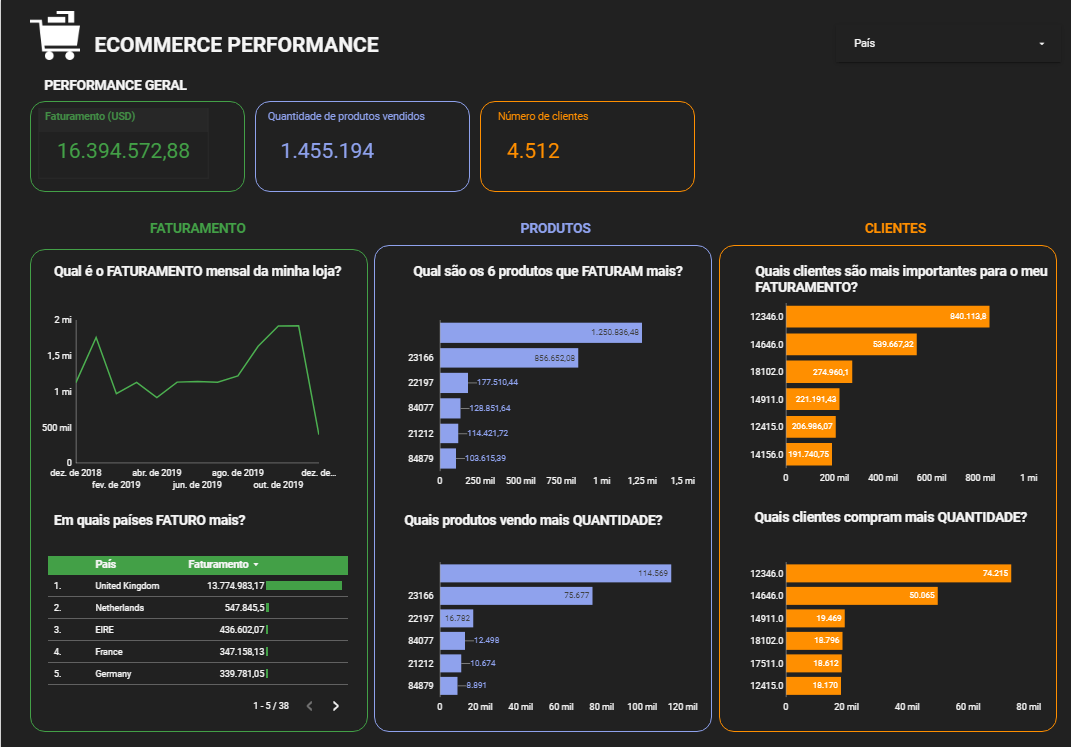 ECOMMERCE PERFORMANCE
País
PERFORMANCE GERAL
Faturamento (USD)
16.394.572,88
Quantidade de produtos vendidos
1.455.194
Número de clientes
4.512
FATURAMENTO
Qual é o FATURAMENTO mensal da minha loja?
2 mi
1,5 mi
1 mi
500 mil
0
dez. de 2018
fev. de 2019
abr. de 2019
jun. de 2019
ago. de 2019
out. de 2019
dez. de…
Em quais países FATURO mais?
País Faturamento
1. United Kingdom 13.774.983,17
2. Netherlands 547.845,5
3. EIRE 436.602,07
4. France 347.158,13
5. Germany 339.781,05
1 - 5 / 38
PRODUTOS
Qual são os 6 produtos que FATURAM mais?
1.250.836,48
23166 856.652,08
22197 177.510,44
84077 128.851,64
21212 114.421,72
84879 103.615,39
0 250 mil 500 mil 750 mil 1 mi 1,25 mi 1,5 mi
Quais produtos vendo mais QUANTIDADE?
114.569
23166 75.677
22197 16.782
84077 12.498
21212 10.674
84879 8.891
0 20 mil 40 mil 60 mil 80 mil 100 mil 120 mil
CLIENTES
Quais clientes são mais importantes para o meu
FATURAMENTO?
12346.0 840.113,8
14646.0 539.667,32
18102.0 274.960,1
14911.0 221.191,43
12415.0 206.986,07
14156.0 191.740,75
0 200 mil 400 mil 600 mil 800 mil 1 mi
Quais clientes compram mais QUANTIDADE?
12346.0 74.215
14646.0 50.065
14911.0 19.469
18102.0 18.796
17511.0 18.612
12415.0 18.170
0 20 mil 40 mil 60 mil 80 mil